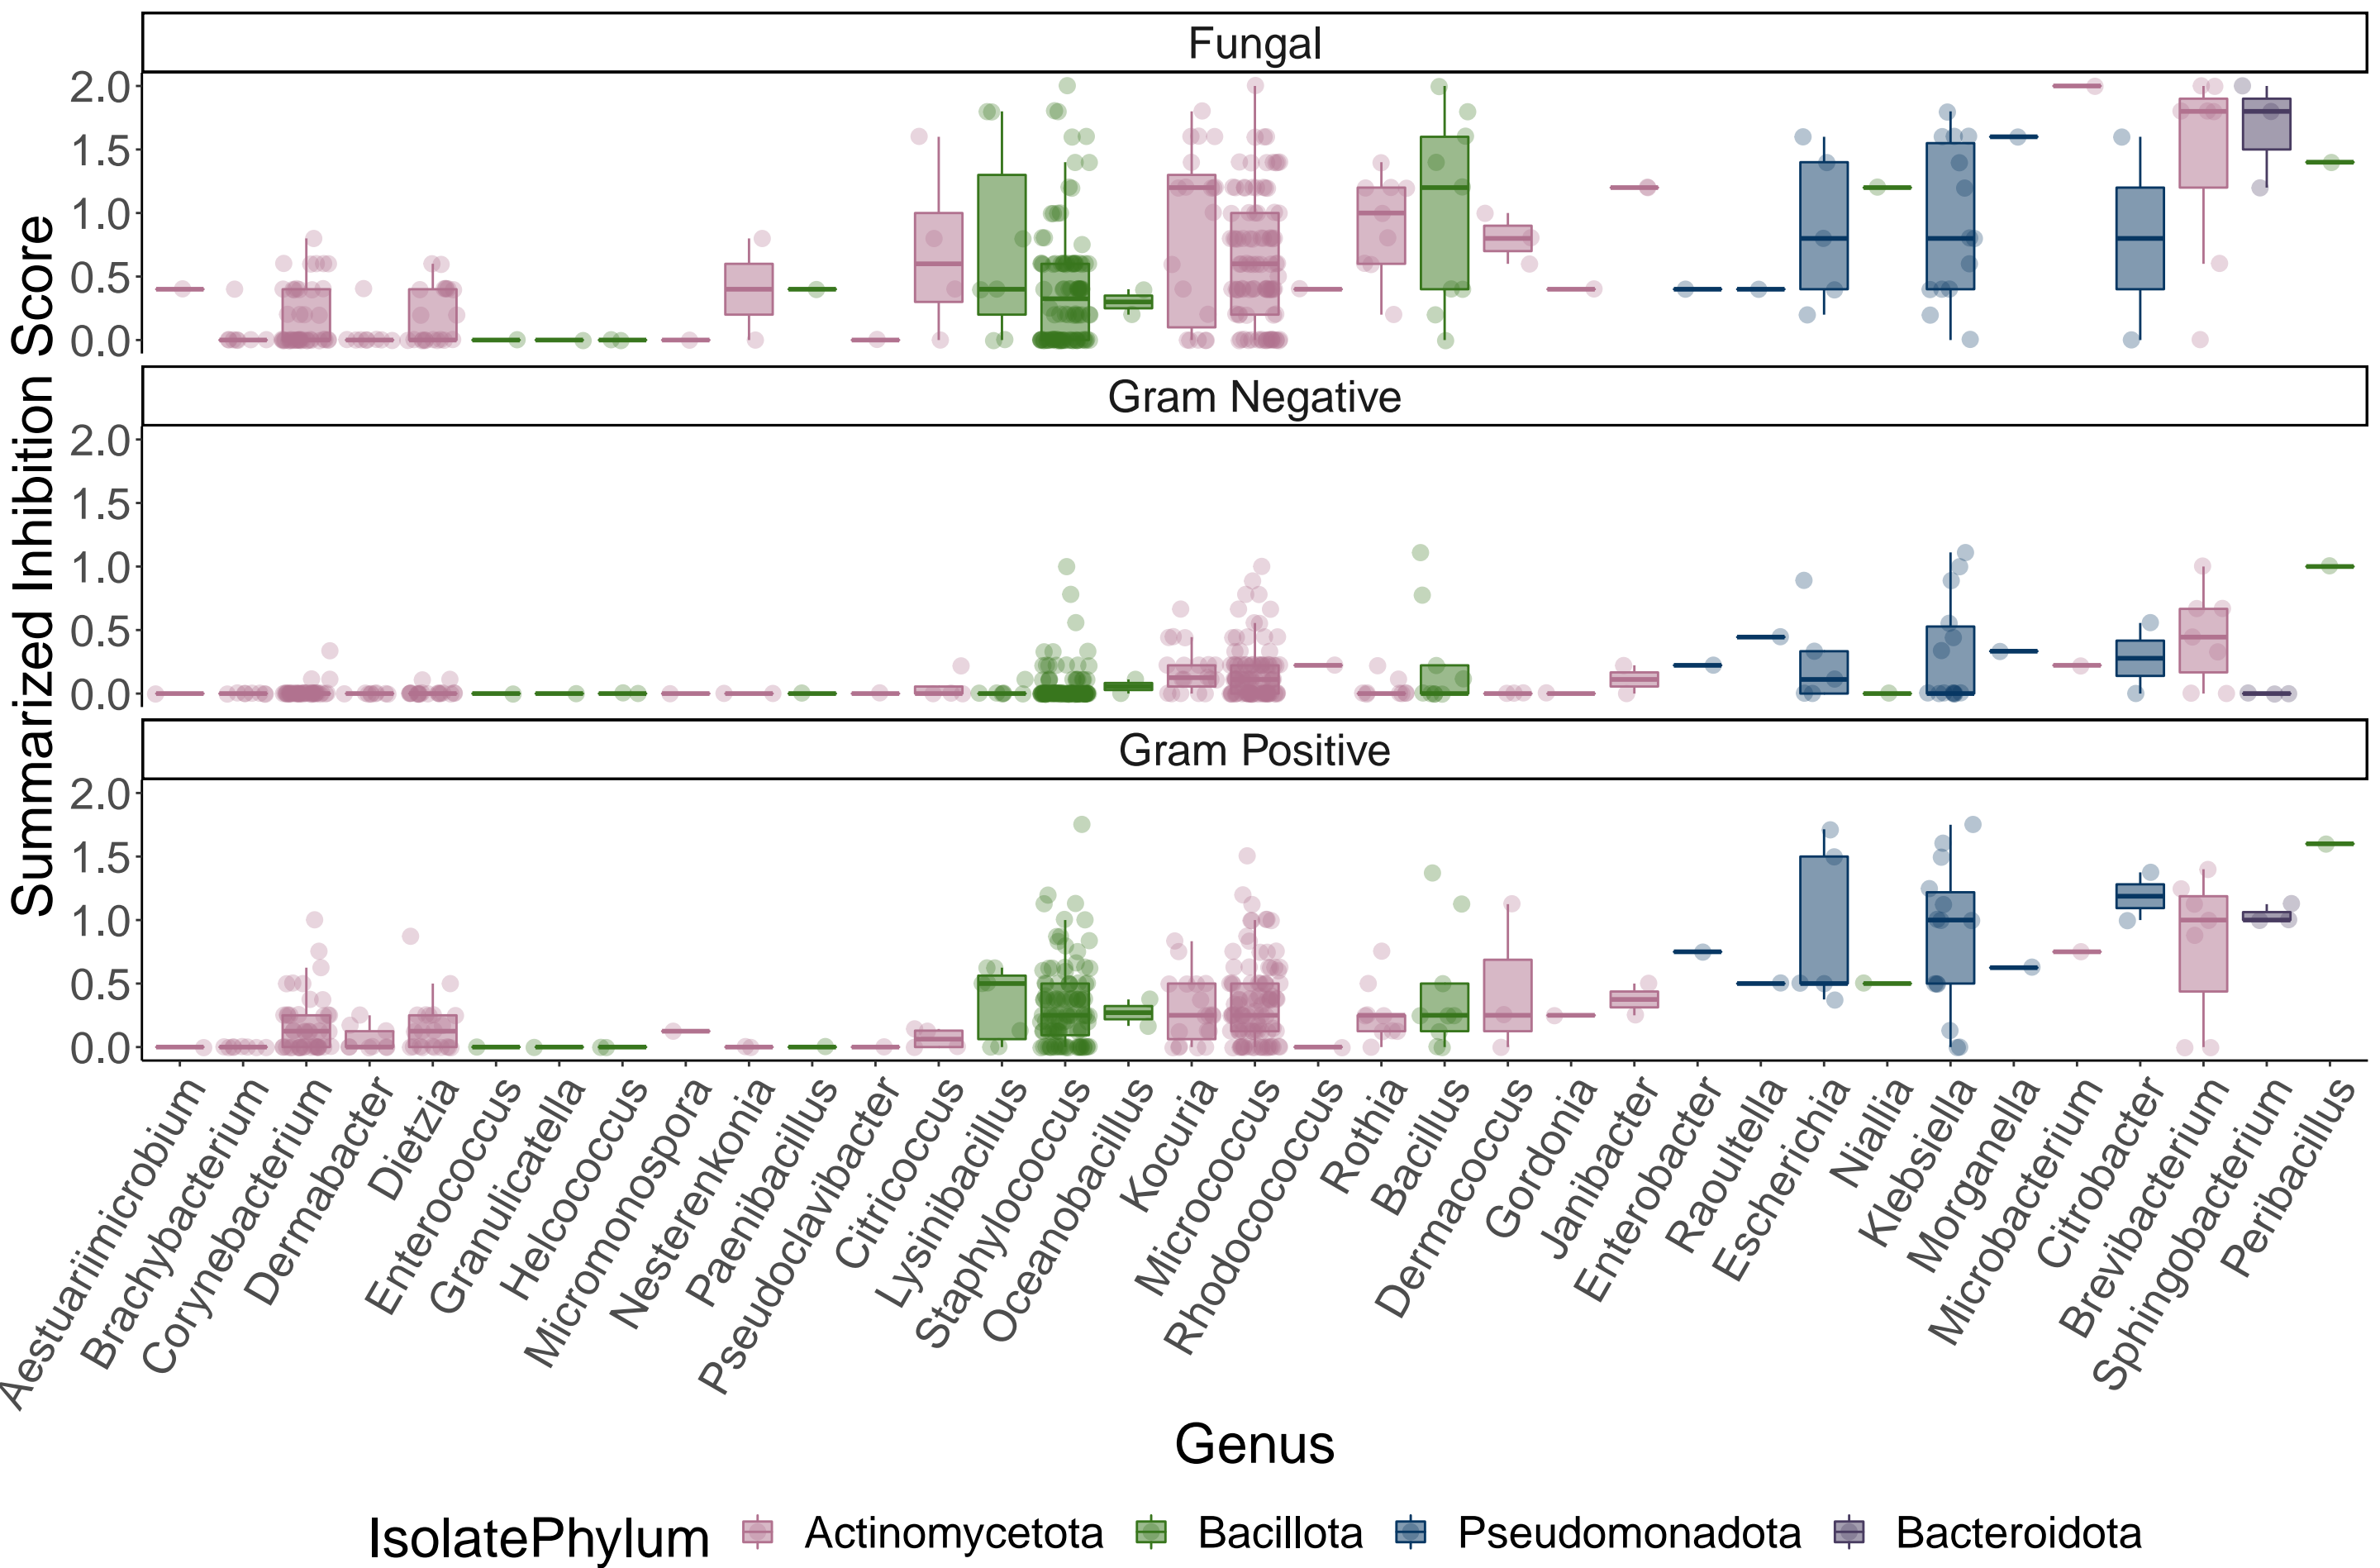 Fungal
2.0
1.5
1.0
0.5
0.0
Gram Negative
2.0
1.5
1.0
0.5
0.0
Gram Positive
2.0
1.5
1.0
0.5
0.0
Summarized Inhibition Score
Aestuariimicrobium
Brachybacterium
Corynebacterium
Dermabacter
Dietzia
Enterococcus
Granulicatella
Helcococcus
Micromonospora
Nesterenkonia
Paenibacillus
Pseudoclavibacter
Citricoccus
Lysinibacillus
Staphylococcus
Oceanobacillus
Kocuria
Micrococcus
Rhodococcus
Rothia
Bacillus
Dermacoccus
Gordonia
Janibacter
Enterobacter
Raoultella
Escherichia
Niallia
Klebsiella
Morganella
Microbacterium
Citrobacter
Brevibacterium
Sphingobacterium
Peribacillus
Genus
IsolatePhylum Actinomycetota Bacillota Pseudomonadota Bacteroidota